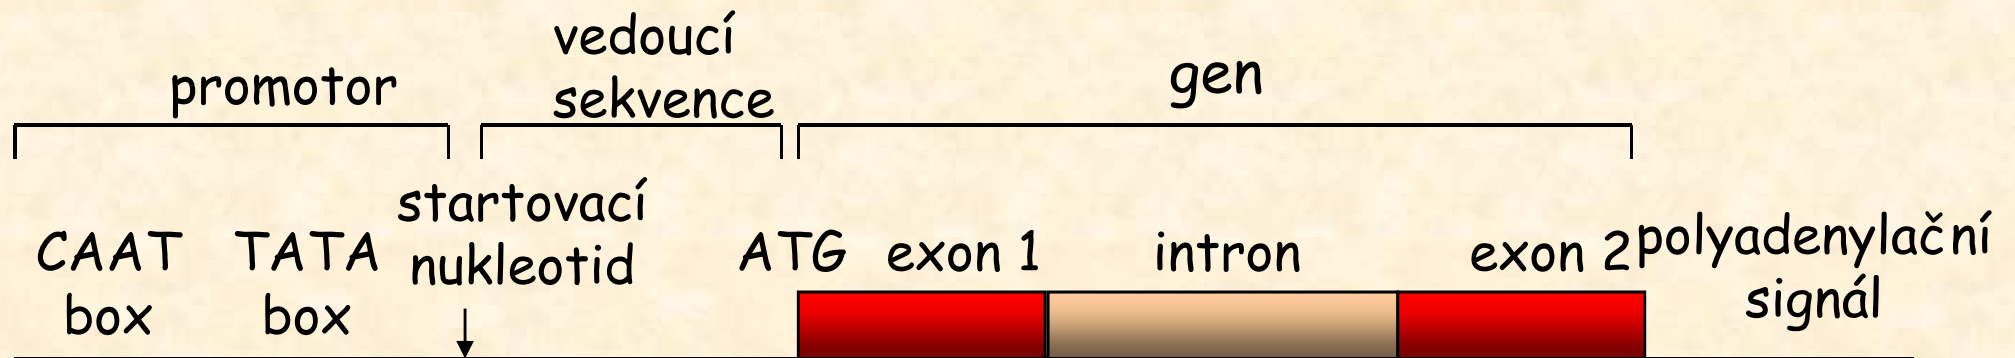 promotor
vedoucí
sekvence
gen
CAAT
box
TATA
box
startovací
nukleotid
ATG
exon 1
intron
exon 2
polyadenylační
signál